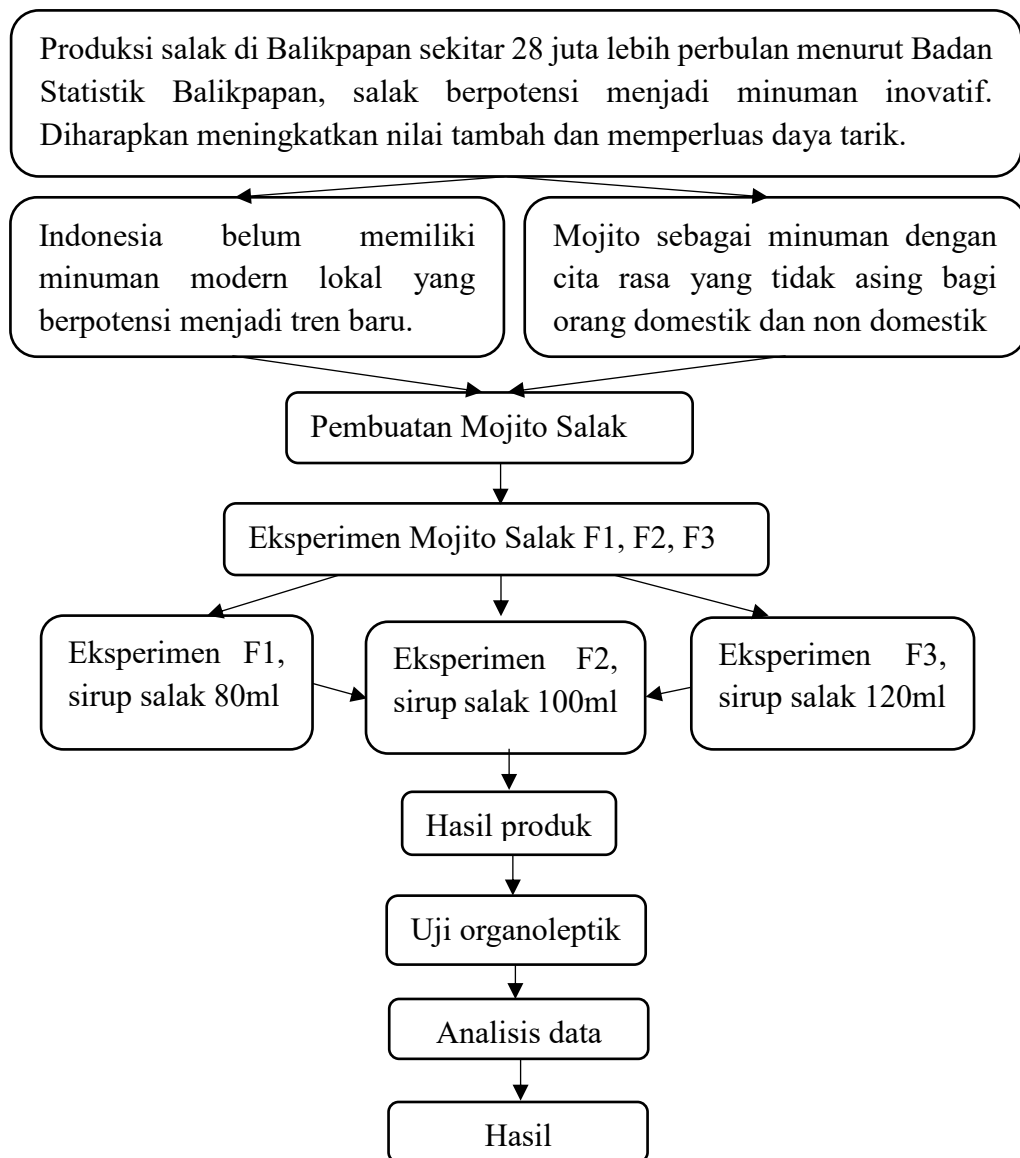 Produksi salak di Balikpapan sekitar 28 juta lebih perbulan menurut Badan
Statistik Balikpapan, salak berpotensi menjadi minuman inovatif.
Diharapkan meningkatkan nilai tambah dan memperluas daya tarik.
Indonesia belum memiliki
minuman modern lokal yang
berpotensi menjadi tren baru.
Mojito sebagai minuman dengan
cita rasa yang tidak asing bagi
orang domestik dan non domestik
Pembuatan Mojito Salak
Eksperimen Mojito Salak F1, F2, F3
Eksperimen F1,
sirup salak 80ml
Eksperimen F2,
sirup salak 100ml
Eksperimen F3,
sirup salak 120ml
Hasil produk
Uji organoleptik
Analisis data
Hasil